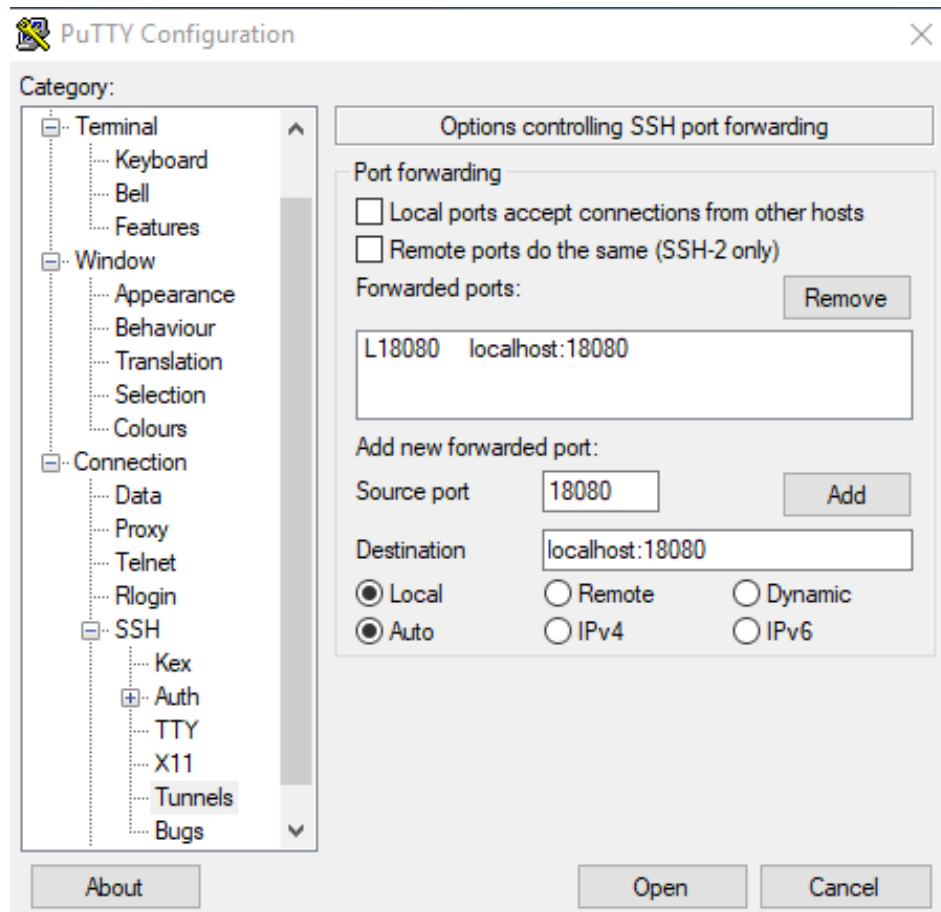 PuTTY Configuration
Category:
Terminal
Keyboard
Bell
Features
Window
Appearance
Behaviour
Translation
Selection
Colours
Connection
Data
Proxy
Telnet
Rlogin
SSH
Kex
Auth
TTY
X11
Tunnels
Bugs
Options controlling SSH port forwarding
Port forwarding
Local ports accept connections from other hosts
Remote ports do the same (SSH-2 only)
Forwarded ports:
Remove
L18080 localhost:18080
Add new forwarded port:
Source port 18080 Add
Destination localhost:18080
Local Remote Dynamic
Auto IPv4 IPv6
About Open Cancel